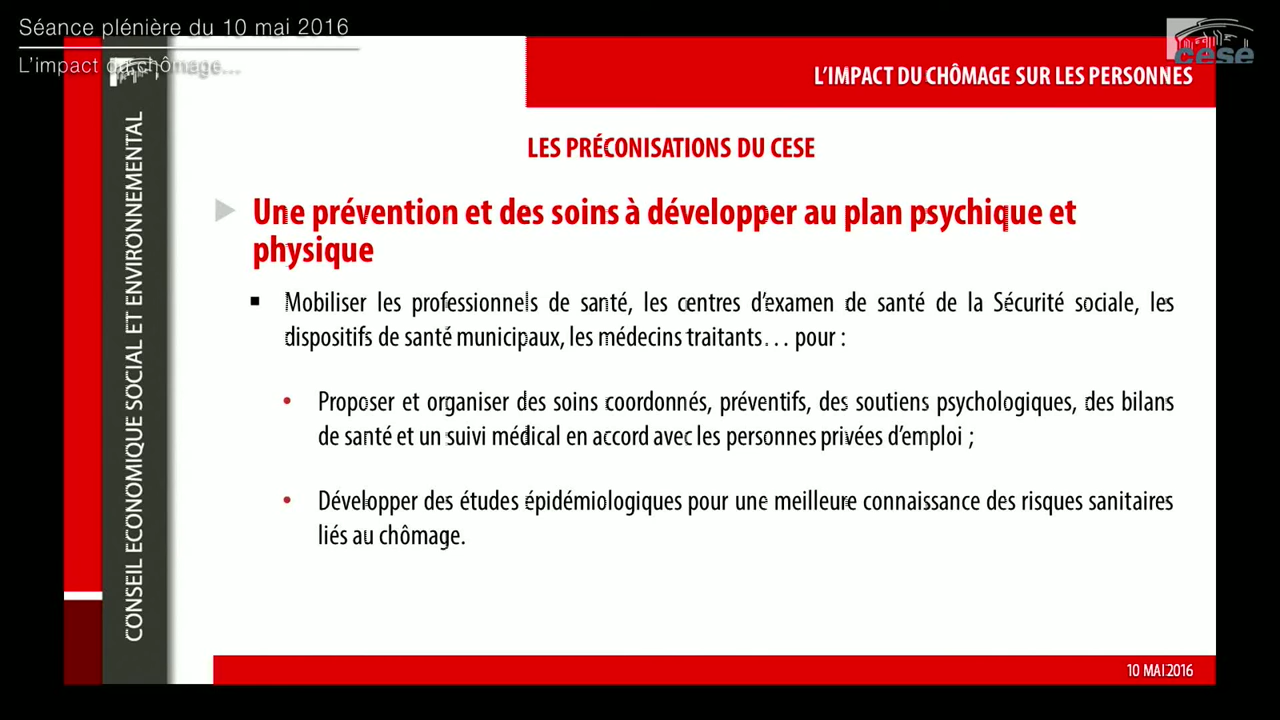 Séance plénière du 10 mai 2016
L'impact du chômage...
cese
L'IMPACT DU CHÔMAGE SUR LES PERSONNES
CONSEIL ECONOMIQUE SOCIAL ET ENVIRONNEMENTAL
LES PRÉCONISATIONS DU CESE
Une prévention et des soins à développer au plan psychique et
physique
Mobiliser les professionnels de santé, les centres d'examen de santé de la Sécurité sociale, les
dispositifs de santé municipaux, les médecins traitants… pour :
• Proposer et organiser des soins coordonnés, préventifs, des soutiens psychologiques, des bilans
de santé et un suivi médical en accord avec les personnes privées d'emploi ;
• Développer des études épidémiologiques pour une meilleure connaissance des risques sanitaires
liés au chômage.
10 MAI 2016